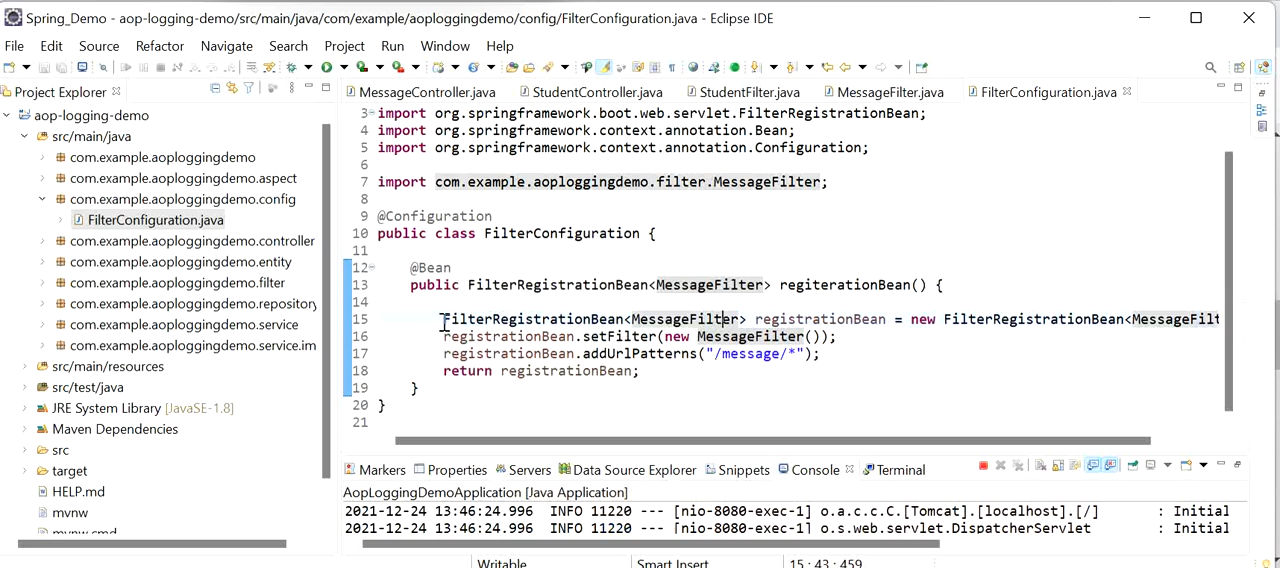 Spring_Demo - aop-logging-demo/src/main/java/com/example/aoploggingdemo/config/FilterConfiguration.java - Eclipse IDE
File Edit Source Refactor Navigate Search Project Run Window Help
Project Explorer
aop-logging-demo
src/main/java
com.example.aoploggingdemo
com.example.aoploggingdemo.aspect
com.example.aoploggingdemo.config
FilterConfiguration.java
com.example.aoploggingdemo.controller
com.example.aoploggingdemo.entity
com.example.aoploggingdemo.filter
com.example.aoploggingdemo.repository
com.example.aoploggingdemo.service
com.example.aoploggingdemo.service.im
src/main/resources
src/test/java
JRE System Library [JavaSE-1.8]
Maven Dependencies
src
target
HELP.md
mvnw
mvnw.cmd
MessageController.java StudentController.java StudentFilter.java MessageFilter.java FilterConfiguration.java
3 import org.springframework.boot.web.servlet.FilterRegistrationBean;
4 import org.springframework.context.annotation.Bean;
5 import org.springframework.context.annotation.Configuration;
6
7 import com.example.aoploggingdemo.filter.MessageFilter;
8
9 @Configuration
10 public class FilterConfiguration {
11
12 @Bean
13 public FilterRegistrationBean<MessageFilter> regiterationBean() {
14
15 FilterRegistrationBean<MessageFilter> registrationBean = new FilterRegistrationBean<MessageFilt
16 registrationBean.setFilter(new MessageFilter());
17 registrationBean.addUrlPatterns("/message/*");
18 return registrationBean;
19 }
20 }
21
Markers Properties Servers Data Source Explorer Snippets Console Terminal
AopLoggingDemoApplication [Java Application]
2021-12-24 13:46:24.996 INFO 11220 --- [nio-8080-exec-1] o.a.c.c.C.[Tomcat].[localhost].[/] : Initial
2021-12-24 13:46:24.996 INFO 11220 --- [nio-8080-exec-1] o.s.web.servlet.DispatcherServlet : Initial
Writable Smart Insert 15 : 43 : 459